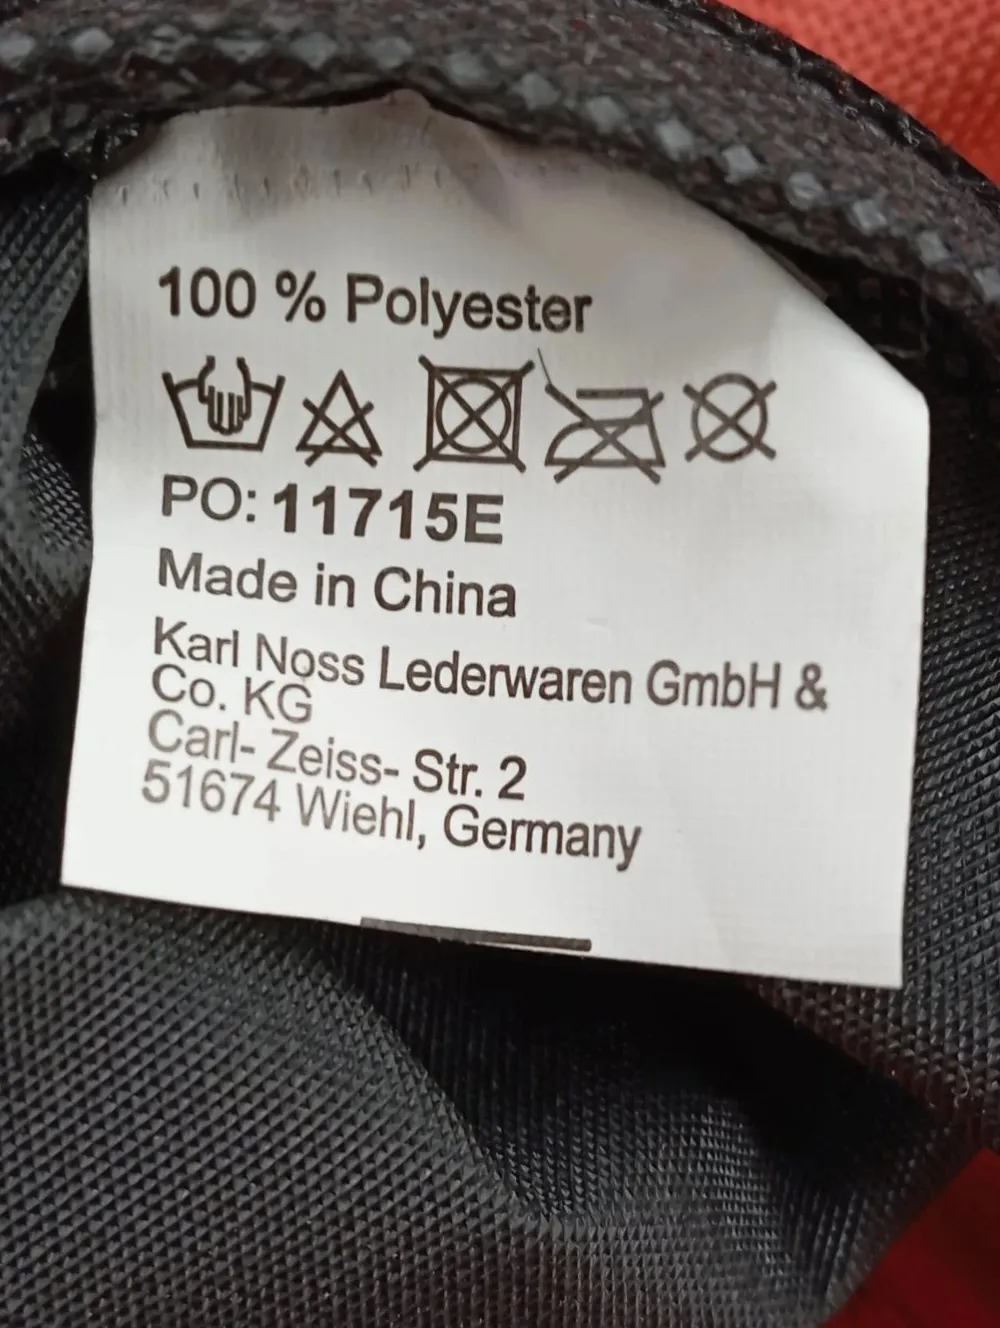 100 % Polyester
PO: 11715E
Made in China
Karl Noss Lederwaren GmbH &
Co. KG
Carl- Zeiss- Str. 2
51674 Wiehl, Germany